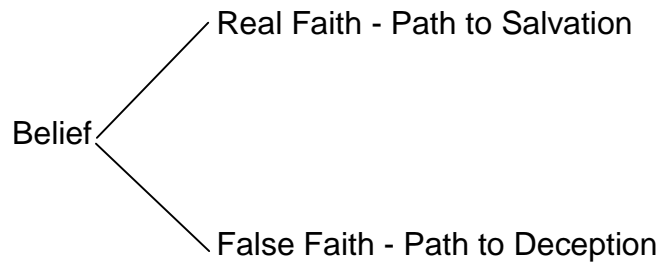 Real Faith - Path to Salvation
Belief
False Faith - Path to Deception